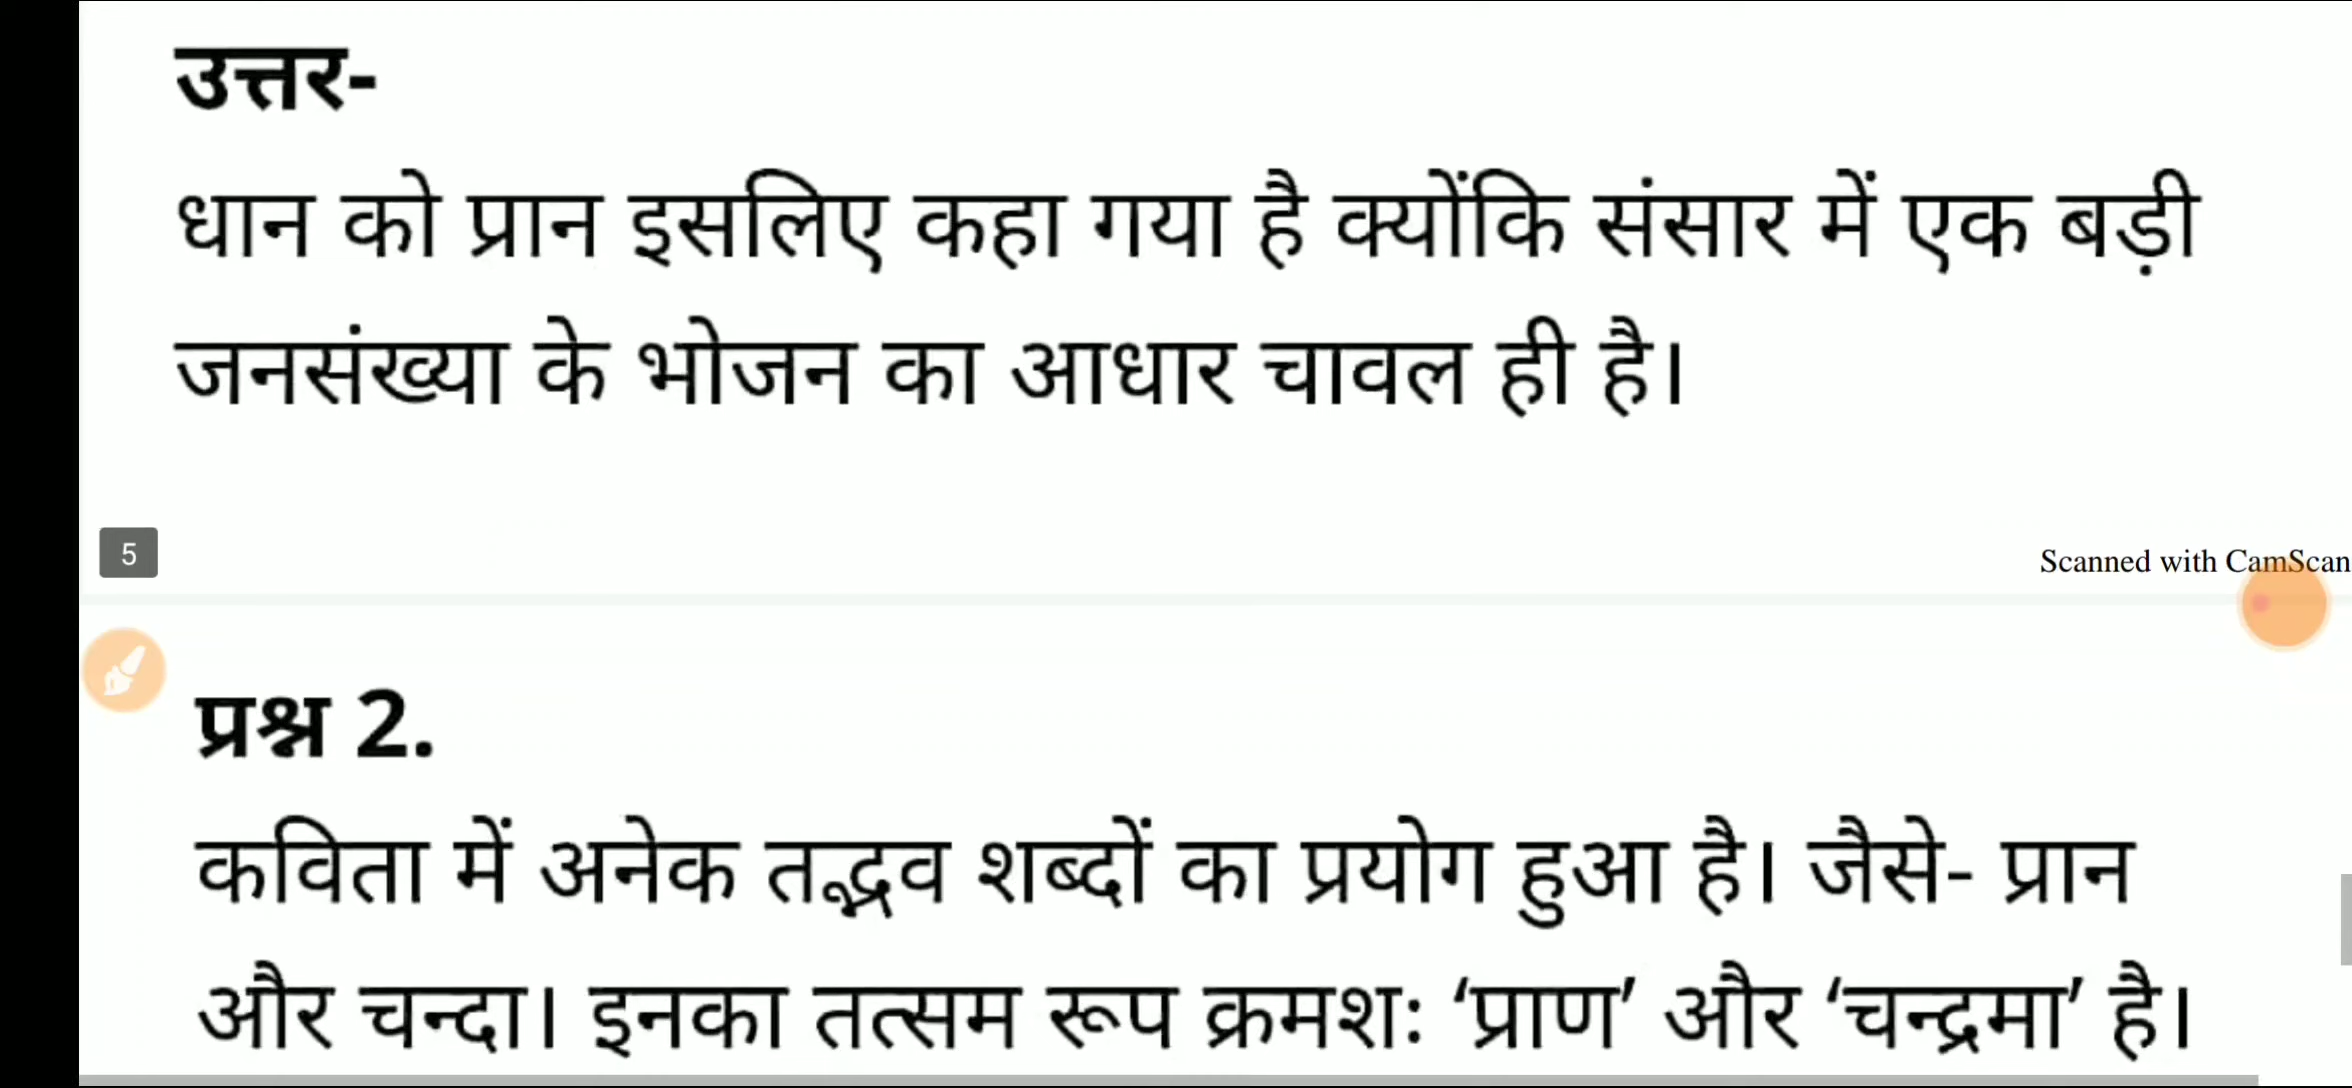 उत्तर-
धान को प्रान इसलिए कहा गया है क्योंकि संसार में एक बड़ी
जनसंख्या के भोजन का आधार चावल ही है।
5
Scanned with CamScan
प्रश्न 2.
कविता में अनेक तद्भव शब्दों का प्रयोग हुआ है। जैसे- प्रान
और चन्दा। इनका तत्सम रूप क्रमशः ‘प्राण’ और ‘चन्द्रमा’ है।